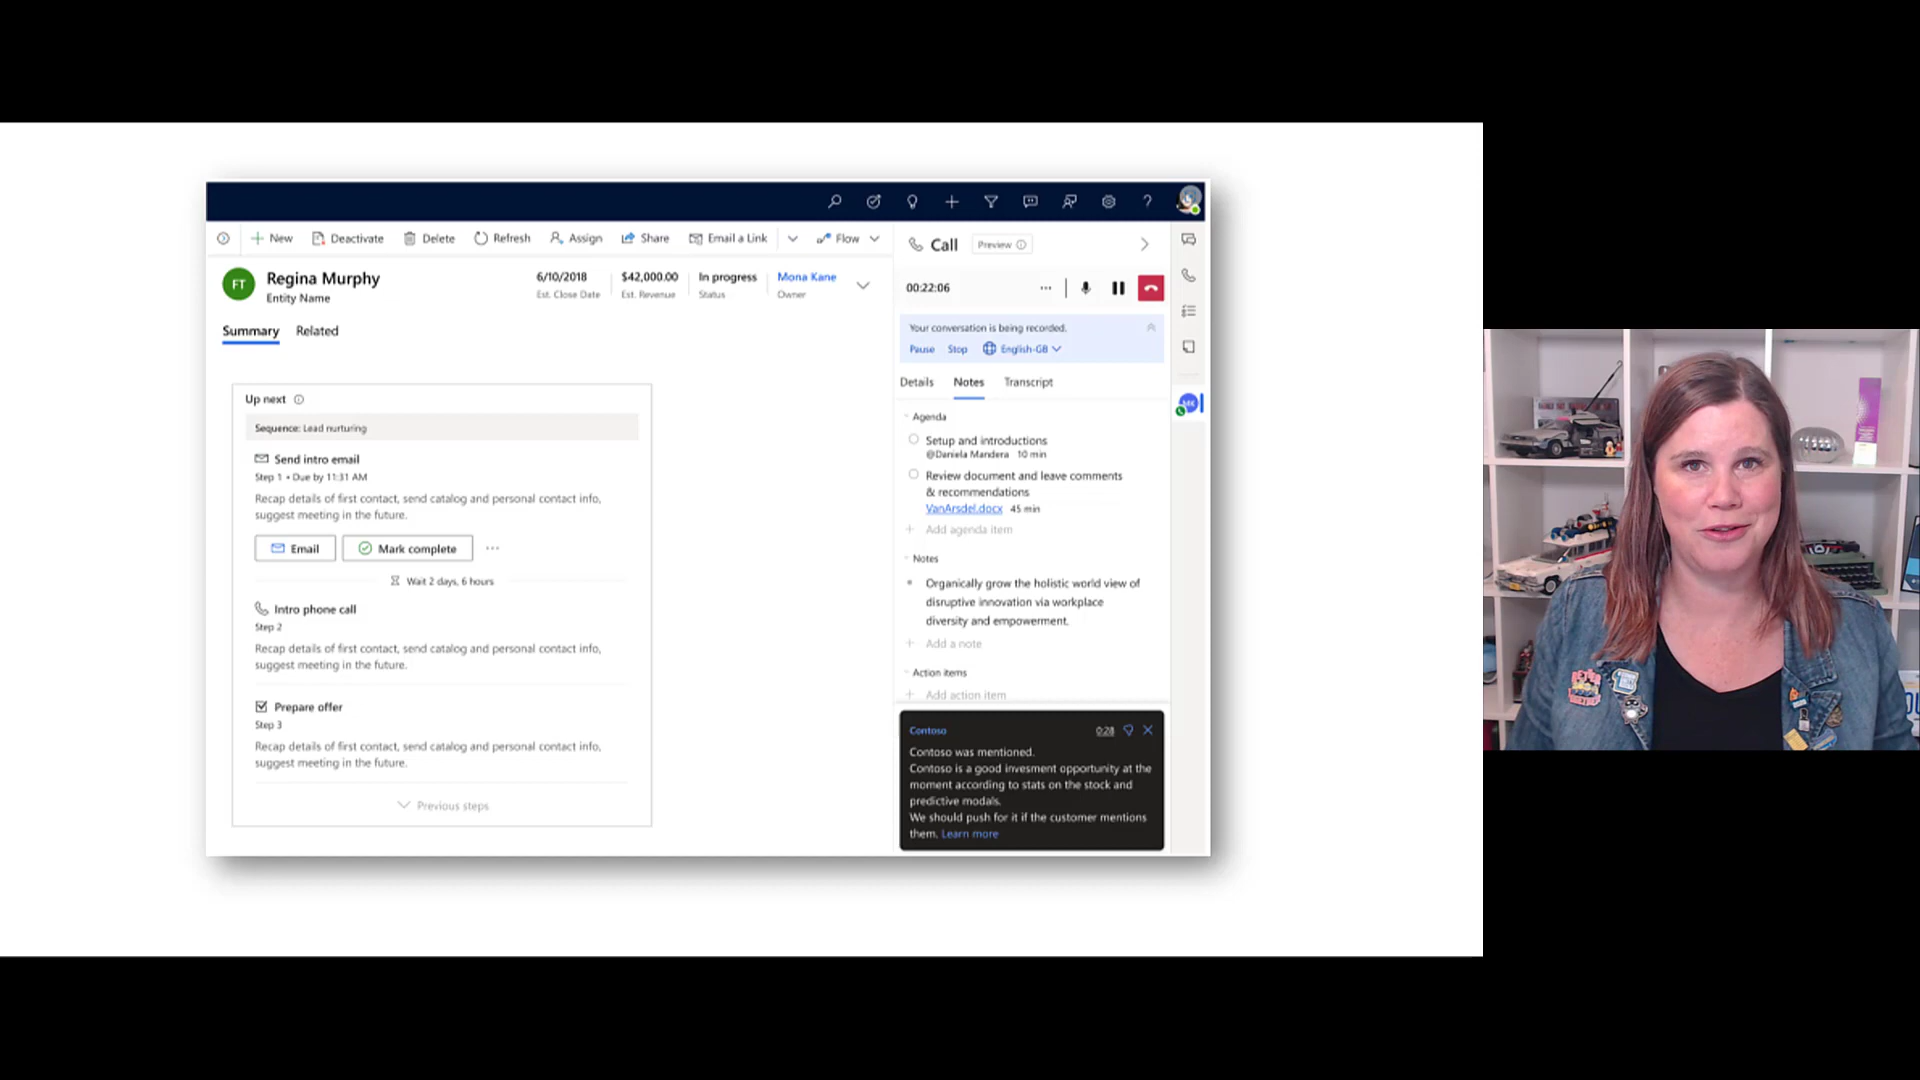 New
Deactivate
Delete
Refresh
Assign
Share
Email a Link
Flow
FT
Regina Murphy
Entity Name
6/10/2018
Est. Close Date
$42,000.00
Est. Revenue
In progress
Status
Mona Kane
Owner
Summary
Related
Up next
Sequence: Lead nurturing
Send intro email
Step 1 • Due by 11:31 AM
Recap details of first contact, send catalog and personal contact info,
suggest meeting in the future.
Email
Mark complete
Wait 2 days, 6 hours
Intro phone call
Step 2
Recap details of first contact, send catalog and personal contact info,
suggest meeting in the future.
Prepare offer
Step 3
Recap details of first contact, send catalog and personal contact info,
suggest meeting in the future.
Previous steps
Call
Preview
00:22:06
Your conversation is being recorded.
Pause
Stop
English-GB
Details
Notes
Transcript
Agenda
Setup and introductions
@Daniela Mandera 10 min
Review document and leave comments
& recommendations
VanArsdel.docx 45 min
Add agenda item
Notes
Organically grow the holistic world view of
disruptive innovation via workplace
diversity and empowerment.
Add a note
Action items
Add action item
Contoso
0:28
Contoso was mentioned.
Contoso is a good invesment opportunity at the
moment according to stats on the stock and
predictive modals.
We should push for it if the customer mentions
them. Learn more